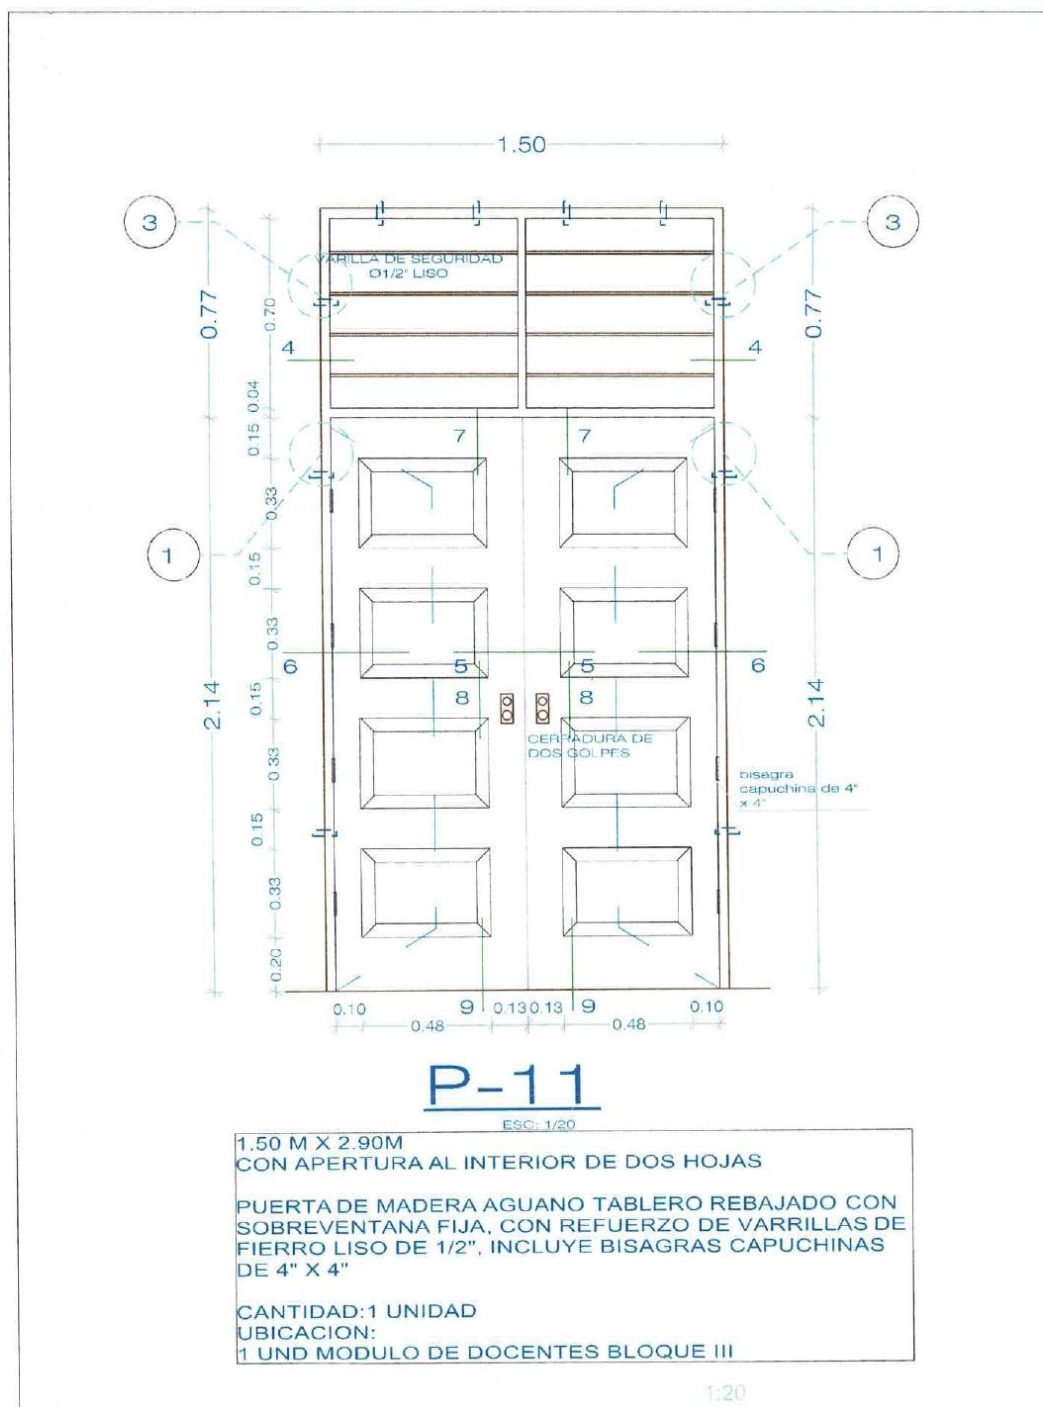 1.50
3
3
VARILLA DE SEGURIDAD
Ø1/2" LISO
0.77
0.70
0.77
4
4
0.04
0.15
7
7
0.33
1
1
0.15
0.33
6
5
5
6
8
8
0.15
2.14
2.14
CERRADURA DE
DOS GOLPES
0.33
bisagra
capuchina de 4"
x 4"
0.15
0.33
0.20
0.10
9
0.13
0.13
9
0.10
0.48
0.48
P-11
ESC: 1/20
1.50 M X 2.90M
CON APERTURA AL INTERIOR DE DOS HOJAS
PUERTA DE MADERA AGUANO TABLERO REBAJADO CON
SOBREVENTANA FIJA, CON REFUERZO DE VARRILLAS DE
FIERRO LISO DE 1/2", INCLUYE BISAGRAS CAPUCHINAS
DE 4" X 4"
CANTIDAD:1 UNIDAD
UBICACION:
1 UND MODULO DE DOCENTES BLOQUE III
1:20